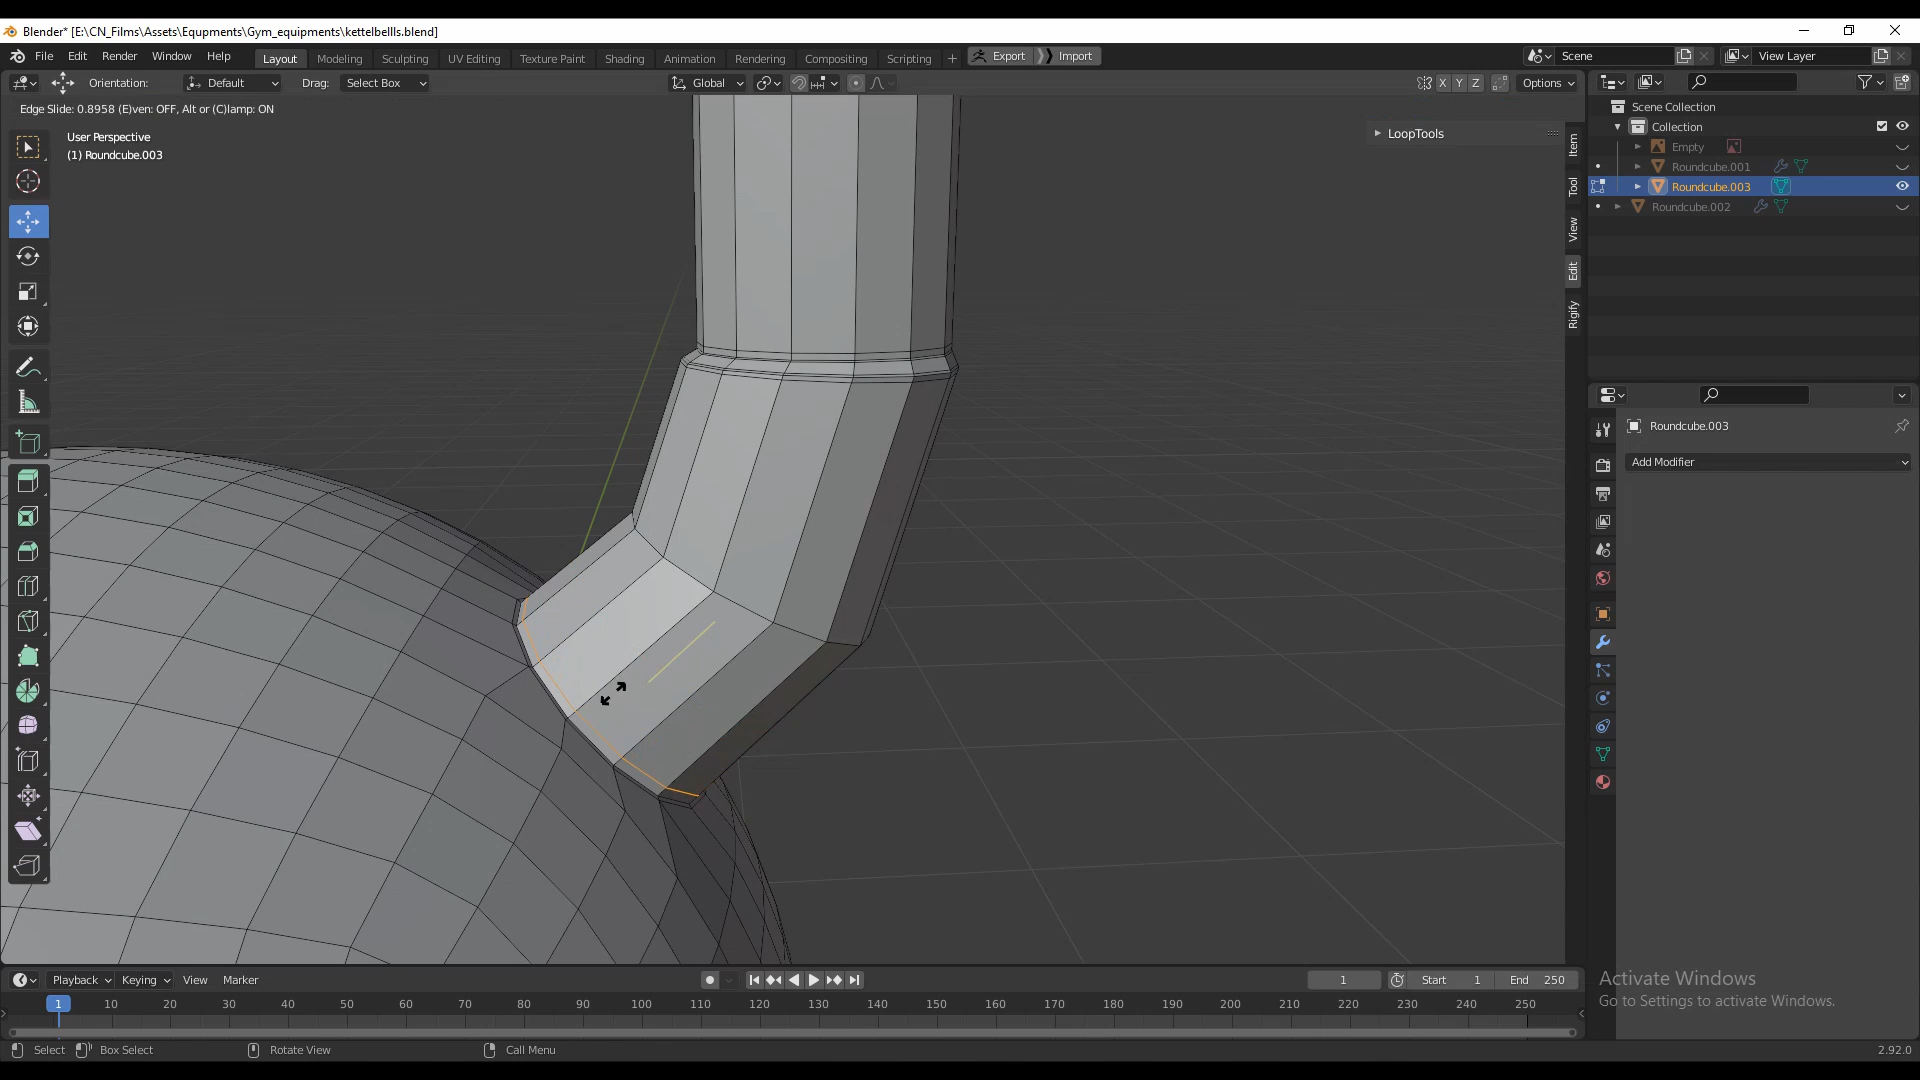 Blender* [E:\CN_Films\Assets\Equpments\Gym_equipments\kettelbellls.blend]
File Edit Render Window Help Layout Modeling Sculpting UV Editing Texture Paint Shading Animation Rendering Compositing Scripting + Export Import Scene View Layer
Orientation: Default Drag: Select Box Global X Y Z Options
Edge Slide: 0.8958 (E)ven: OFF, Alt or (C)lamp: ON
User Perspective
(1) Roundcube.003
LoopTools
Item
Tool
View
Edit
Rigify
Scene Collection
Collection
Empty
Roundcube.001
Roundcube.003
Roundcube.002
Roundcube.003
Add Modifier
Activate Windows
Go to Settings to activate Windows.
Playback Keying View Marker 1 Start 1 End 250
1 10 20 30 40 50 60 70 80 90 100 110 120 130 140 150 160 170 180 190 200 210 220 230 240 250
Select Box Select Rotate View Call Menu 2.92.0